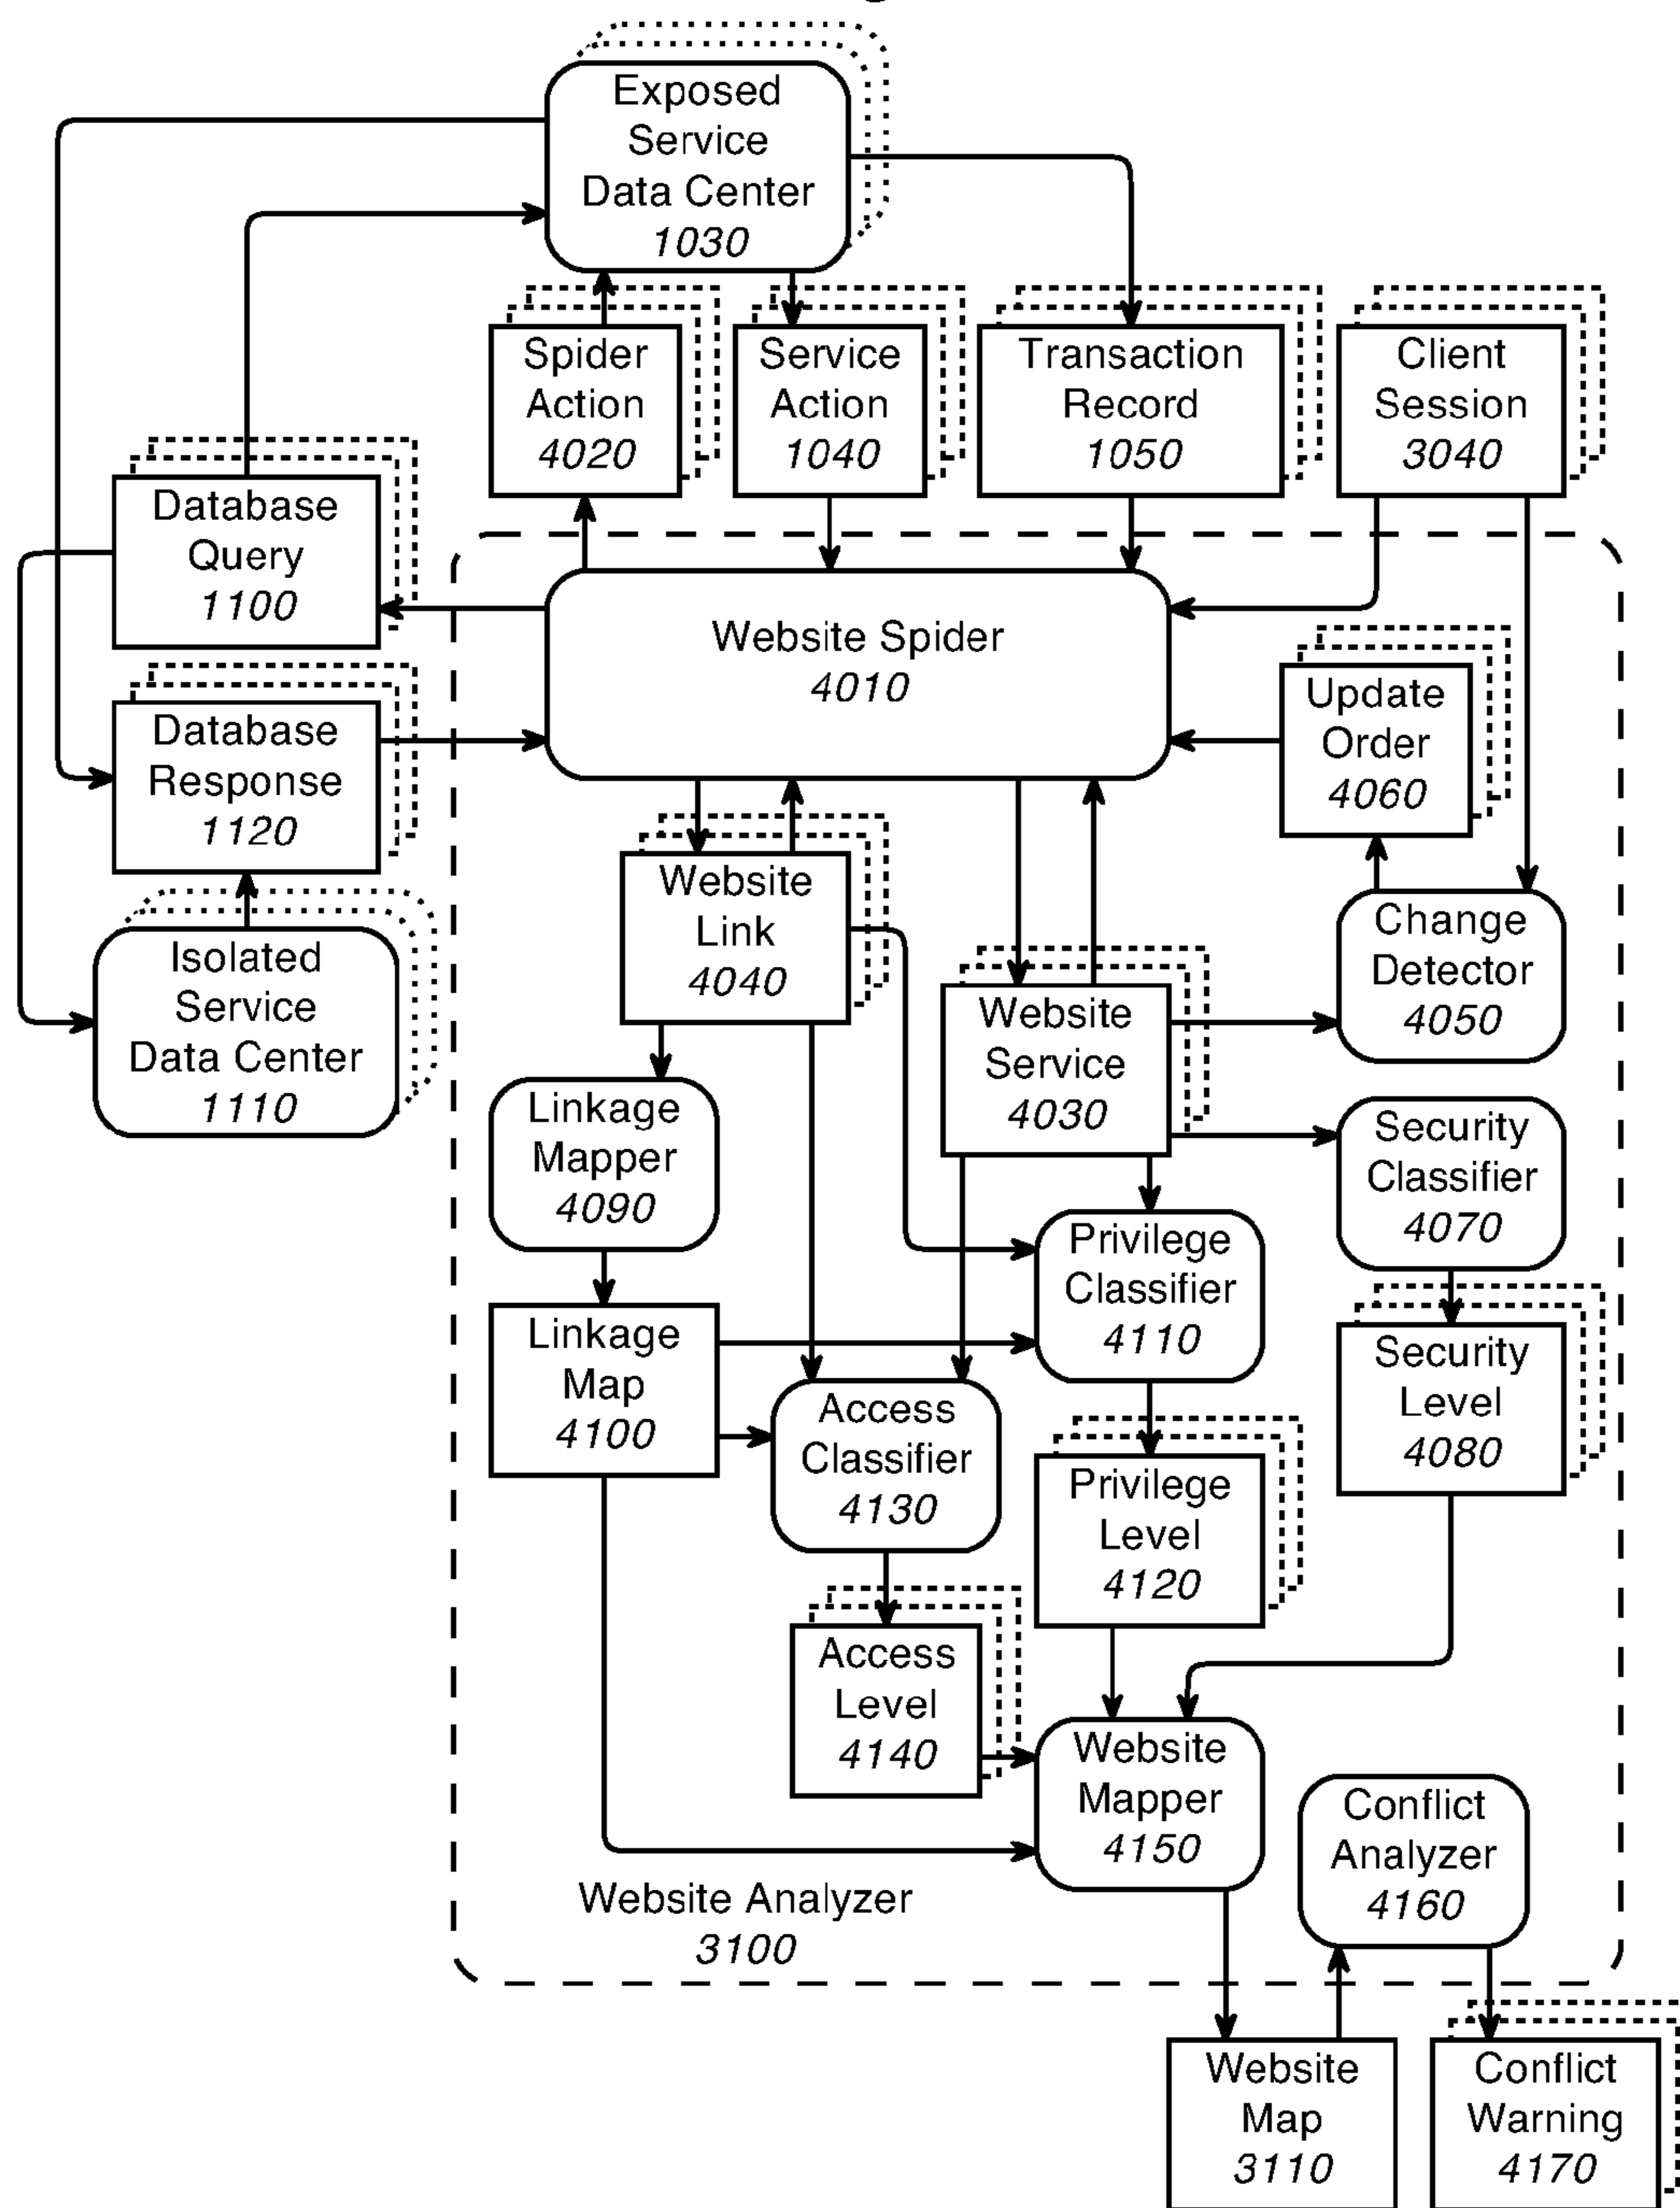 Exposed
Service
Data Center
1030
Spider
Action
4020
Service
Action
1040
Transaction
Record
1050
Client
Session
3040
Database
Query
1100
Website Spider
4010
Update
Order
4060
Database
Response
1120
Website
Link
4040
Change
Detector
4050
Isolated
Service
Data Center
1110
Website
Service
4030
Linkage
Mapper
4090
Security
Classifier
4070
Privilege
Classifier
4110
Linkage
Map
4100
Security
Level
4080
Access
Classifier
4130
Privilege
Level
4120
Access
Level
4140
Website
Mapper
4150
Conflict
Analyzer
4160
Website Analyzer
3100
Website
Map
3110
Conflict
Warning
4170